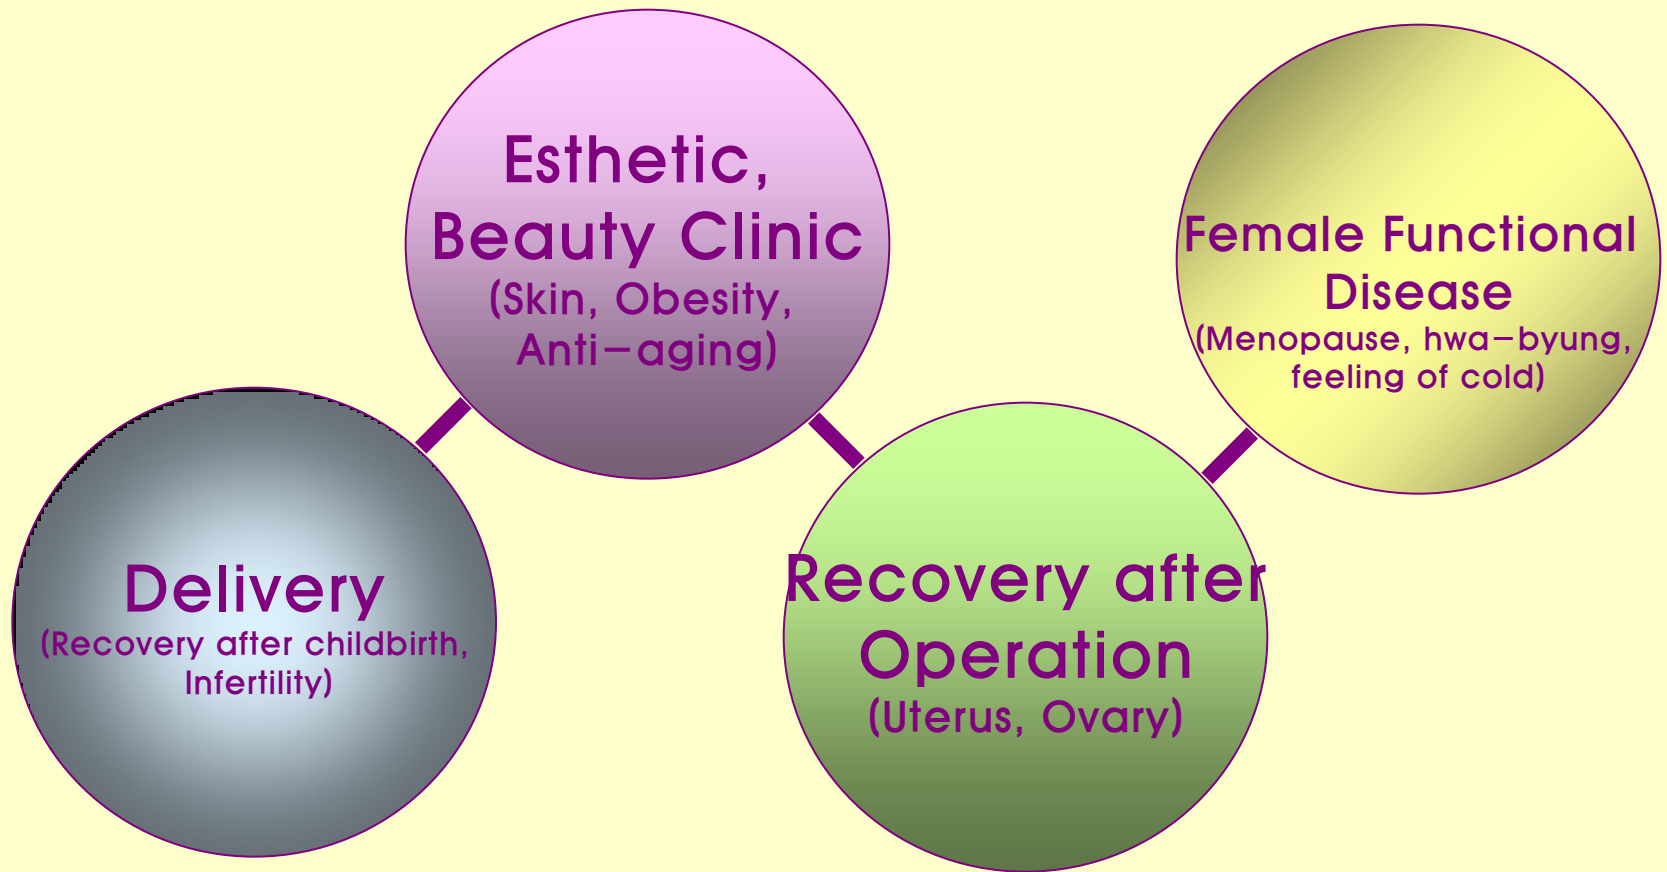 Esthetic,
Beauty Clinic
(Skin, Obesity,
Anti-aging)
Female Functional
Disease
(Menopause, hwa-byung,
feeling of cold)
Delivery
(Recovery after childbirth,
Infertility)
Recovery after
Operation
(Uterus, Ovary)